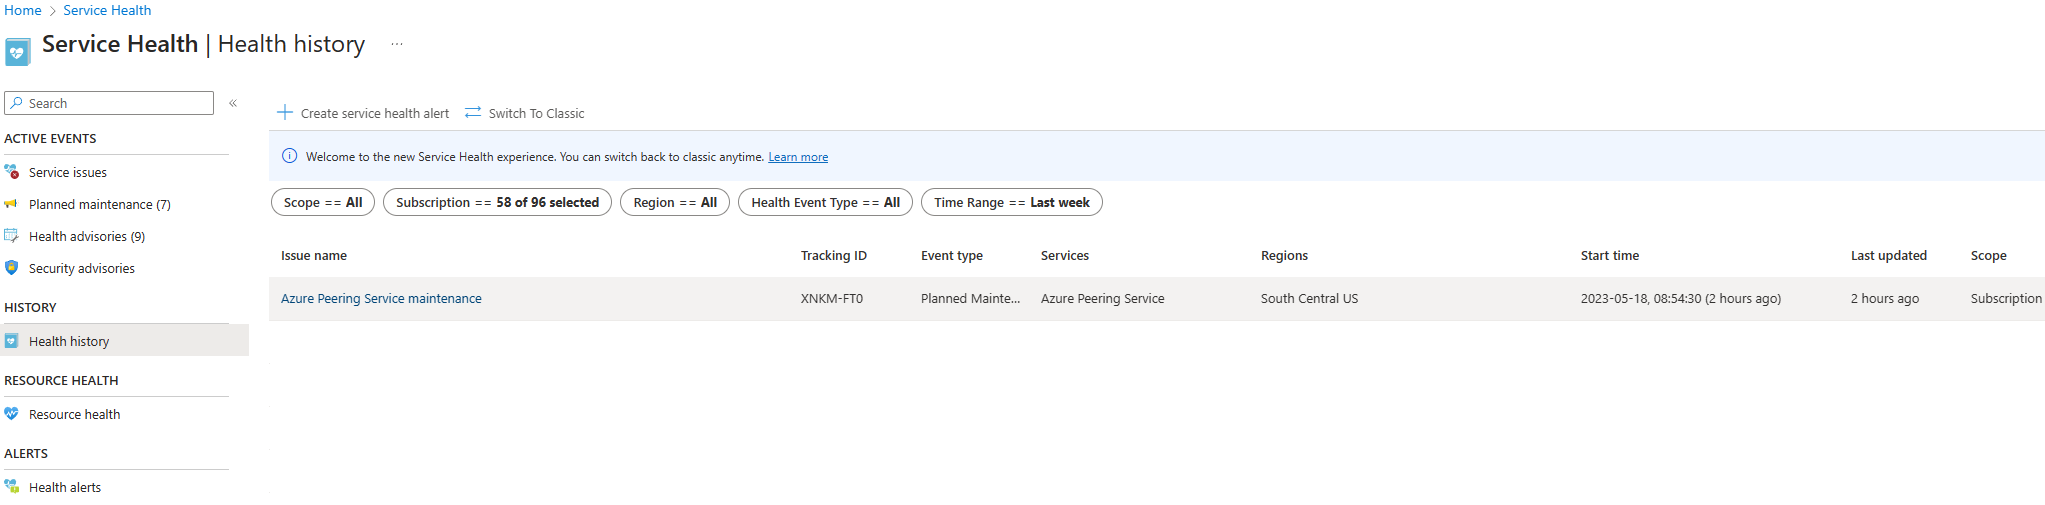 Home > Service Health
Service Health | Health history ...
Search «
ACTIVE EVENTS
Service issues
Planned maintenance (7)
Health advisories (9)
Security advisories
HISTORY
Health history
RESOURCE HEALTH
Resource health
ALERTS
Health alerts
+ Create service health alert Switch To Classic
Welcome to the new Service Health experience. You can switch back to classic anytime. Learn more
Scope == All Subscription == 58 of 96 selected Region == All Health Event Type == All Time Range == Last week
Issue name Tracking ID Event type Services Regions Start time Last updated Scope
Azure Peering Service maintenance XNKM-FT0 Planned Mainte... Azure Peering Service South Central US 2023-05-18, 08:54:30 (2 hours ago) 2 hours ago Subscription